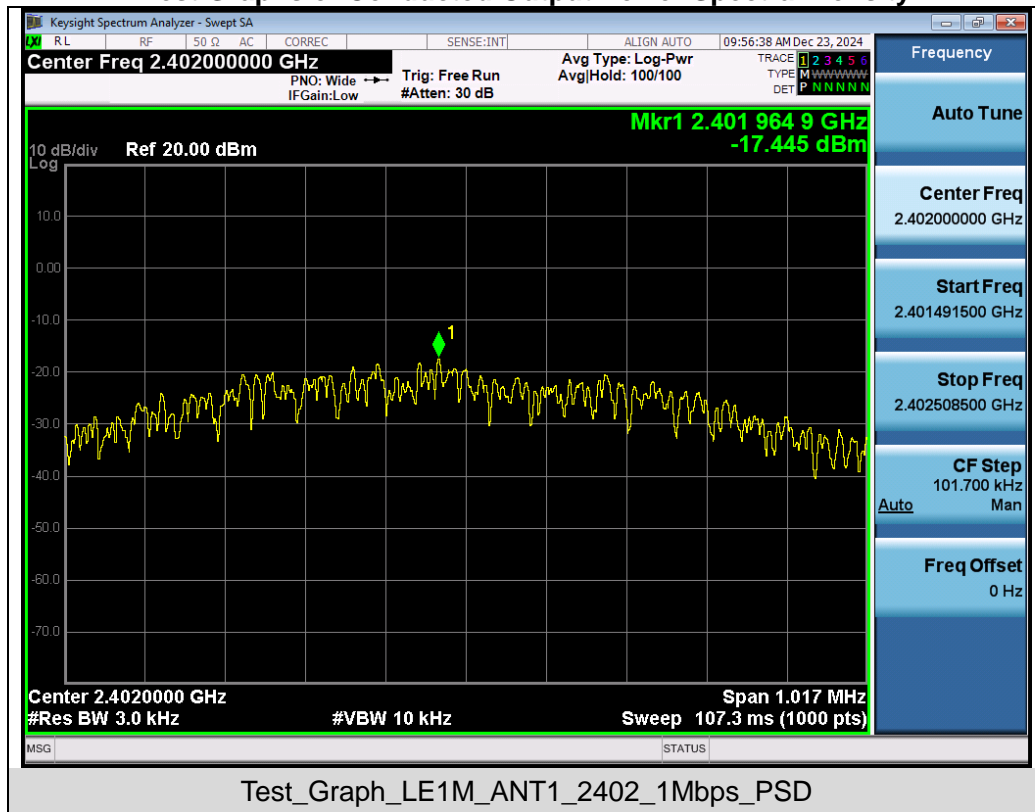 Keysight Spectrum Analyzer - Swept SA
LXI RL RF 50 Ω AC CORREC SENSE:INT ALIGN AUTO 09:56:38 AM Dec 23, 2024
Center Freq 2.402000000 GHz
PNO: Wide
IFGain:Low
Trig: Free Run
#Atten: 30 dB
Avg Type: Log-Pwr
Avg|Hold: 100/100
TRACE 1 2 3 4 5 6
TYPE M WWWWW
DET P N N N N N
Mkr1 2.401 964 9 GHz
-17.445 dBm
10 dB/div Ref 20.00 dBm
Log
10.0
0.00
-10.0
-20.0
-30.0
-40.0
-50.0
-60.0
-70.0
1
Center 2.4020000 GHz Span 1.017 MHz
#Res BW 3.0 kHz #VBW 10 kHz Sweep 107.3 ms (1000 pts)
MSG STATUS
Frequency
Auto Tune
Center Freq
2.402000000 GHz
Start Freq
2.401491500 GHz
Stop Freq
2.402508500 GHz
CF Step
101.700 kHz
Auto Man
Freq Offset
0 Hz
Test_Graph_LE1M_ANT1_2402_1Mbps_PSD